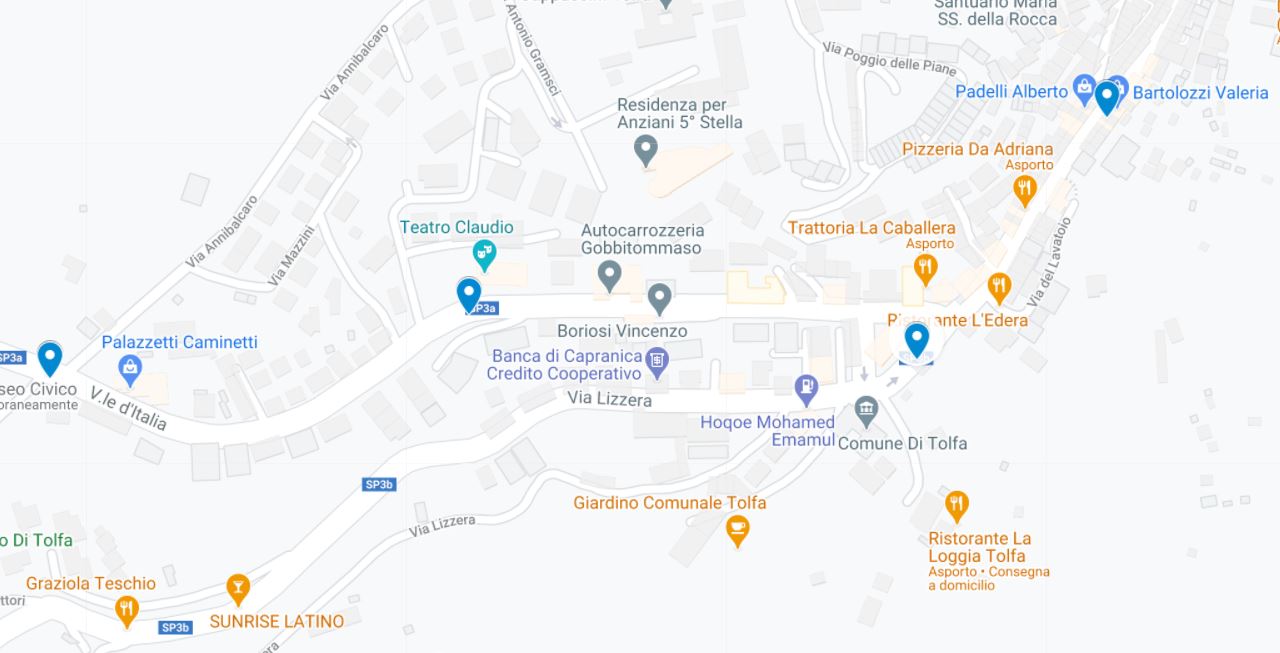 Santuario Maria
SS. della Rocca
Via Annibalcaro
Antonio Gramsci
Via Poggio delle Piane
Padelli Alberto
Bartolozzi Valeria
Residenza per
Anziani 5° Stella
Pizzeria Da Adriana
Asporto
Via Annibalcaro
Via Mazzini
Teatro Claudio
Autocarrozzeria
Gobbitommaso
Trattoria La Caballera
Asporto
Via del Lavatoio
SP3a
Ristorante L'Edera
Boriosi Vincenzo
Palazzetti Caminetti
SP3a
Banca di Capranica
Credito Cooperativo
seo Civico
oraneamente
V.le d'Italia
Via Lizzera
Hoqoe Mohamed
Emamul
Comune Di Tolfa
SP3b
Giardino Comunale Tolfa
Via Lizzera
Ristorante La
Loggia Tolfa
Asporto • Consegna
a domicilio
o Di Tolfa
Graziola Teschio
ttori
SUNRISE LATINO
SP3b